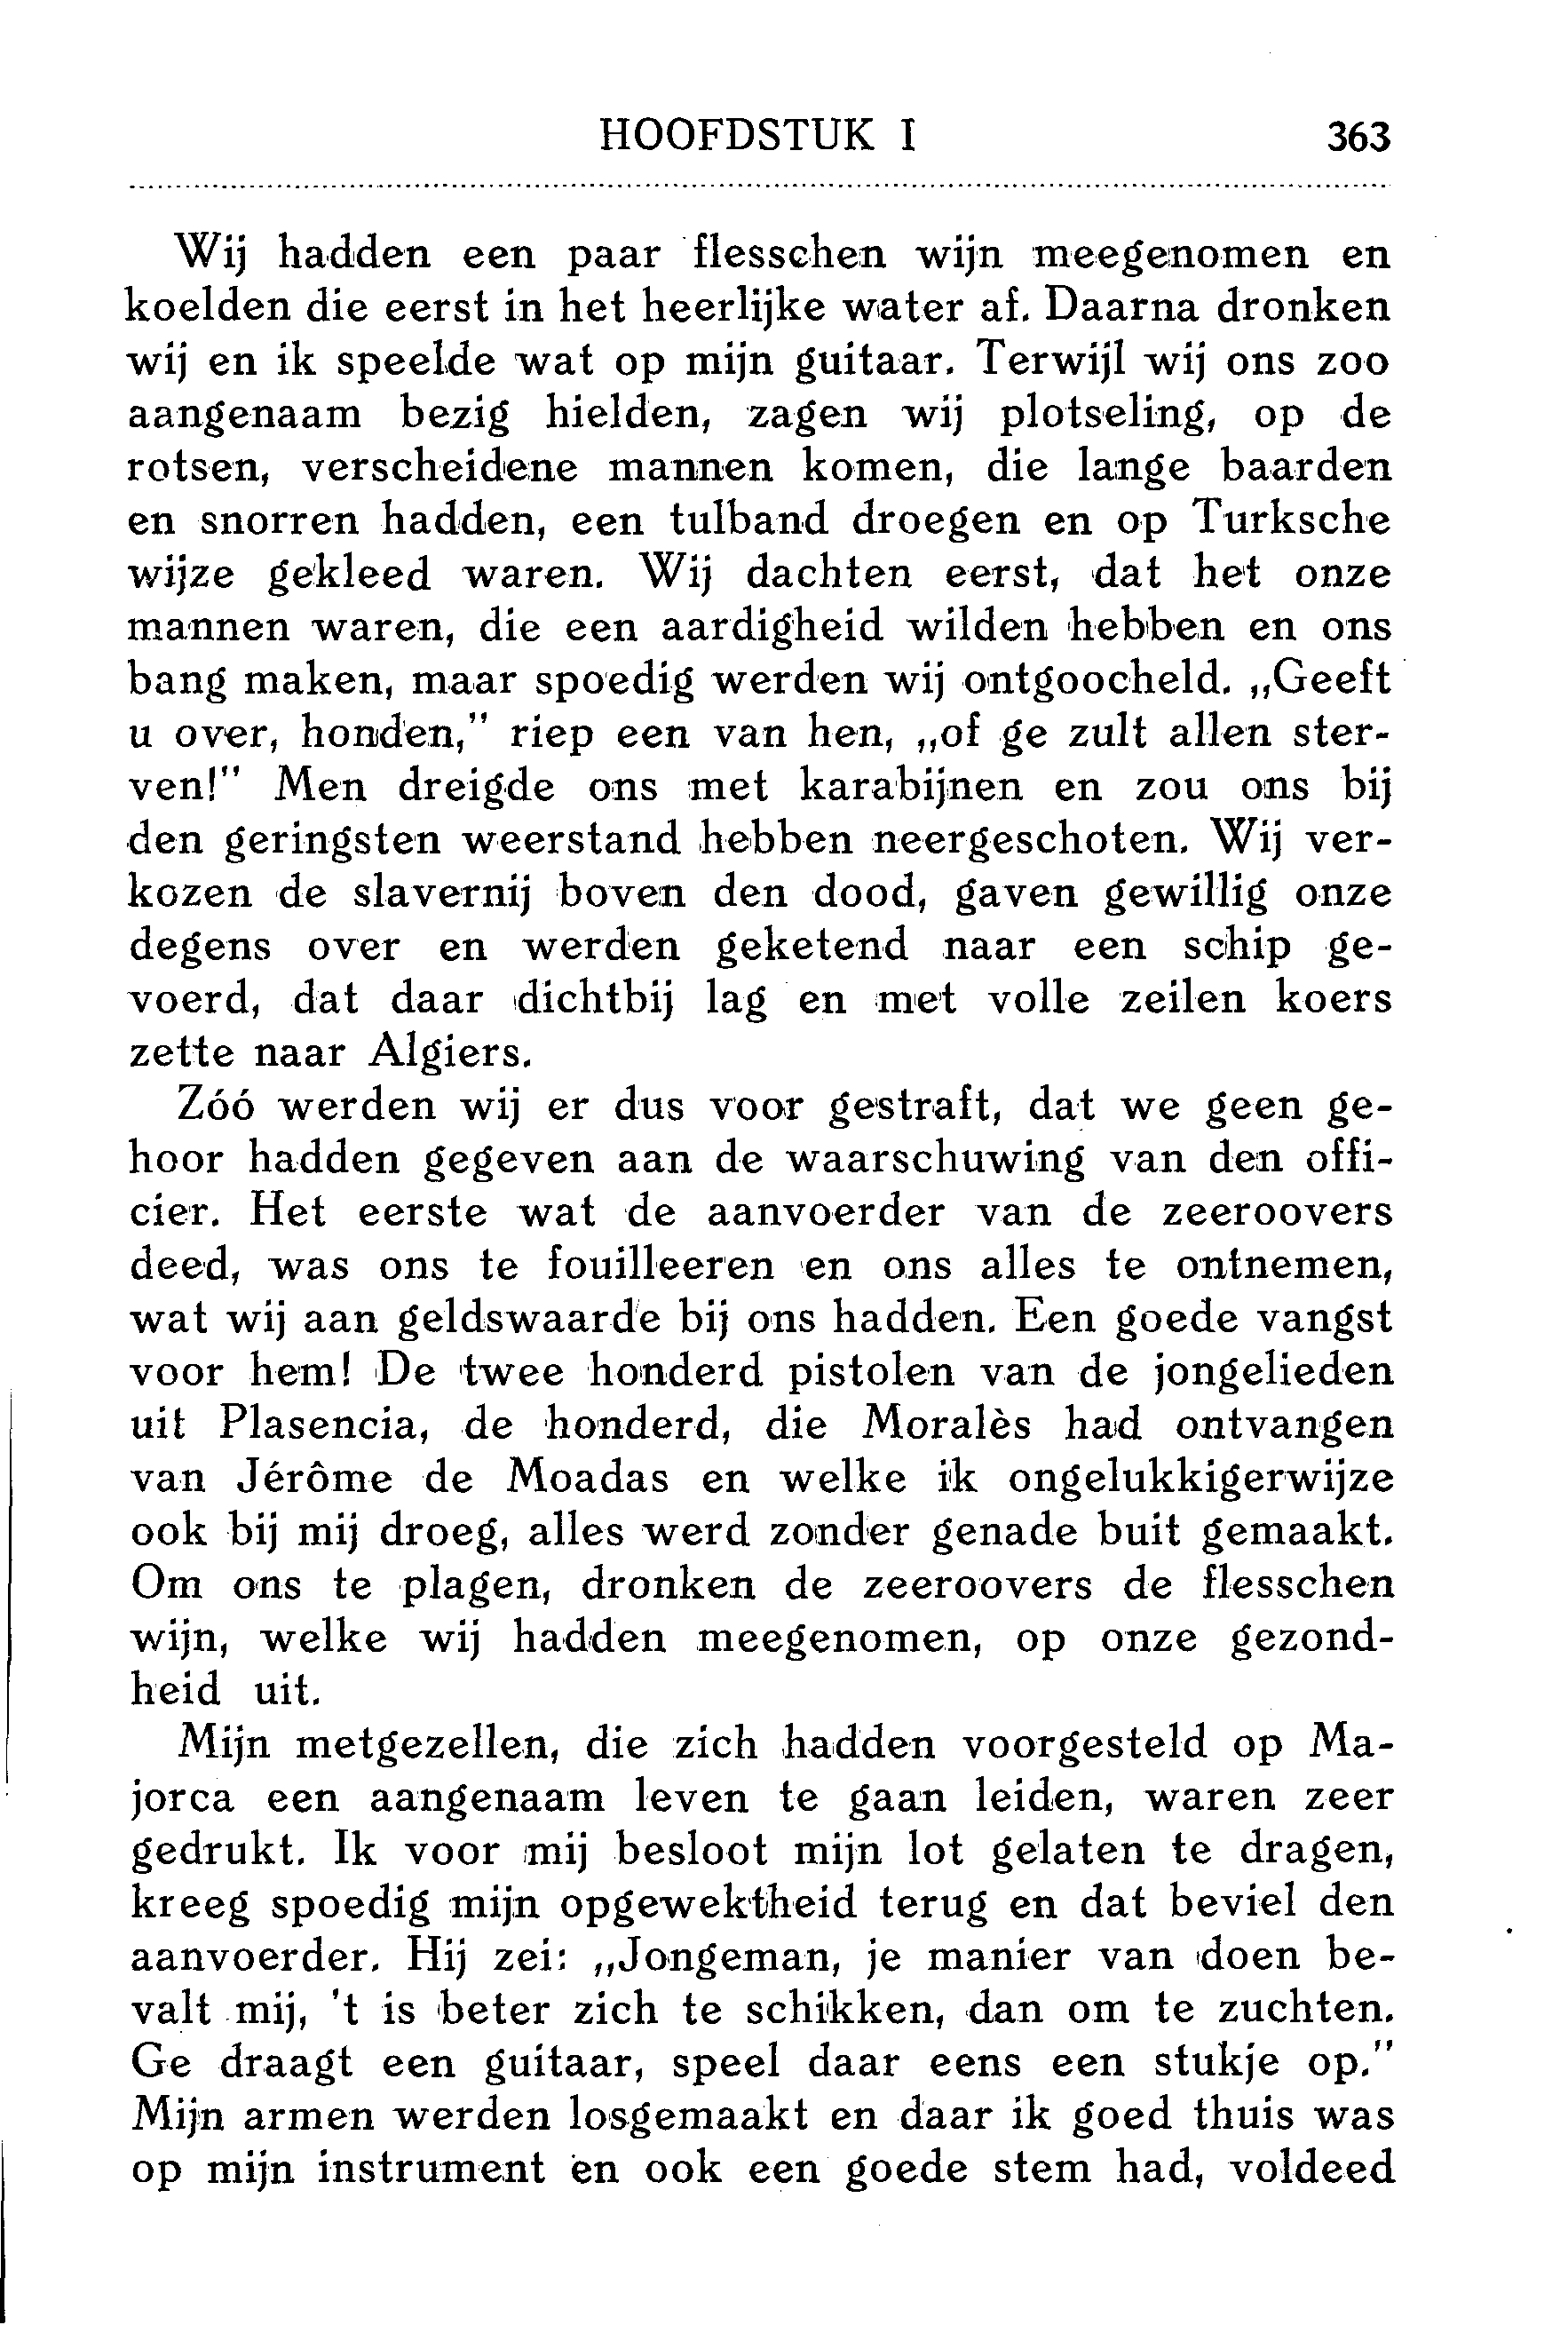 HOOFDSTUK I 363
Wij hadden een paar flesschen wijn meegenomen en
koelden die eerst in het heerlijke water af. Daarna dronken
wij en ik speelde wat op mijn guitaar. Terwijl wij ons zoo
aangenaam bezig hielden, zagen wij plotseling, op de
rotsen, verscheidene mannen komen, die lange baarden
en snorren hadden, een tulband droegen en op Turksche
wijze gekleed waren. Wij dachten eerst, dat het onze
mannen waren, die een aardigheid wilden hebben en ons
bang maken, maar spoedig werden wij ontgoocheld. „Geeft
u over, honden,” riep een van hen, „of ge zult allen ster-
ven!” Men dreigde ons met karabijnen en zou ons bij
den geringsten weerstand hebben neergeschoten. Wij ver-
kozen de slavernij boven den dood, gaven gewillig onze
degens over en werden geketend naar een schip ge-
voerd, dat daar dichtbij lag en met volle zeilen koers
zette naar Algiers.
Zóó werden wij er dus voor gestraft, dat we geen ge-
hoor hadden gegeven aan de waarschuwing van den offi-
cier. Het eerste wat de aanvoerder van de zeeroovers
deed, was ons te fouilleeren en ons alles te ontnemen,
wat wij aan geldswaarde bij ons hadden. Een goede vangst
voor hem! De twee honderd pistolen van de jongelieden
uit Plasencia, de honderd, die Moralès had ontvangen
van Jérôme de Moadas en welke ik ongelukkigerwijze
ook bij mij droeg, alles werd zonder genade buit gemaakt.
Om ons te plagen, dronken de zeeroovers de flesschen
wijn, welke wij hadden meegenomen, op onze gezond-
heid uit.
Mijn metgezellen, die zich hadden voorgesteld op Ma-
jorca een aangenaam leven te gaan leiden, waren zeer
gedrukt. Ik voor mij besloot mijn lot gelaten te dragen,
kreeg spoedig mijn opgewektheid terug en dat beviel den
aanvoerder. Hij zei: „Jongeman, je manier van doen be-
valt mij, 't is beter zich te schikken, dan om te zuchten.
Ge draagt een guitaar, speel daar eens een stukje op.”
Mijn armen werden losgemaakt en daar ik goed thuis was
op mijn instrument en ook een goede stem had, voldeed